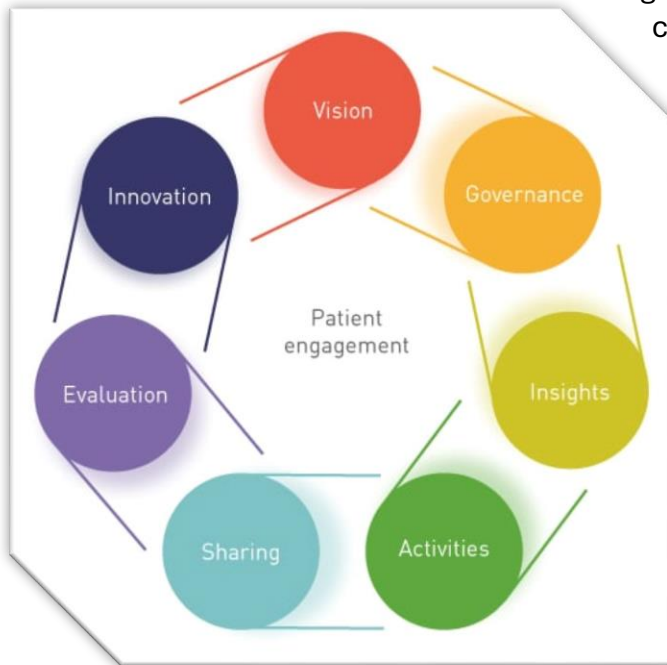 g
c
Vision
Governance
Innovation
Patient
engagement
Insights
Evaluation
Activities
Sharing